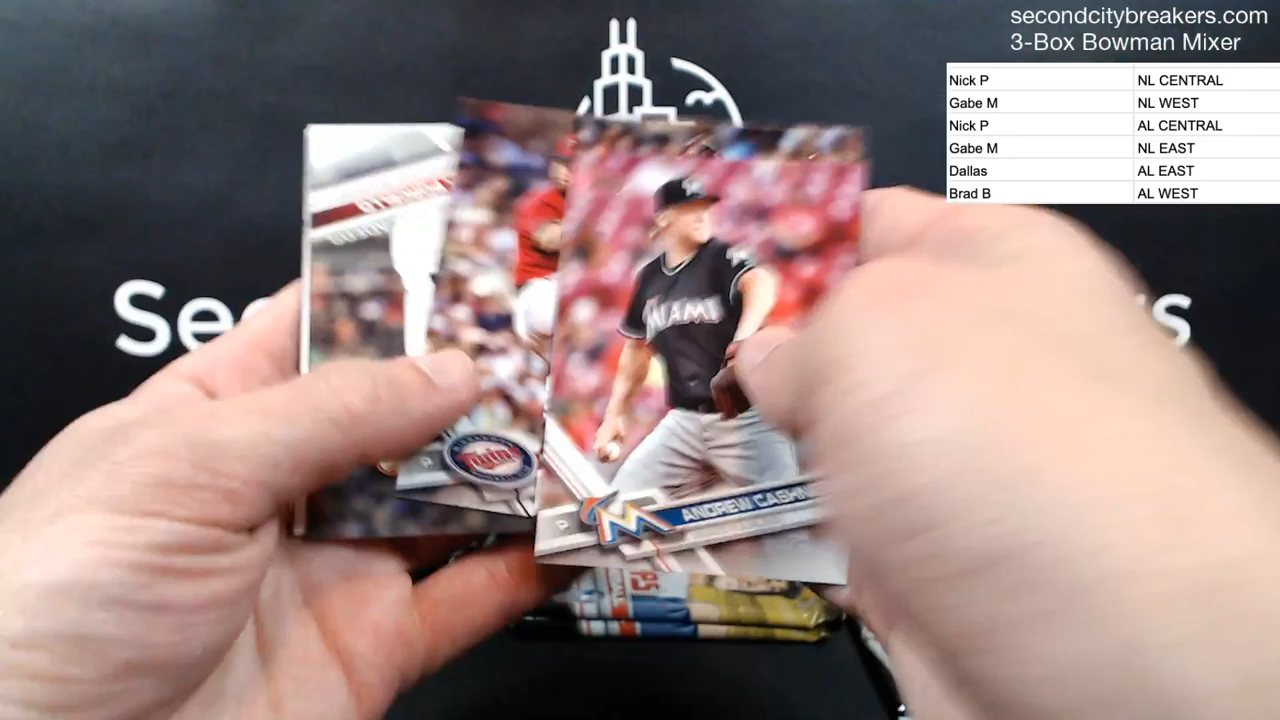 secondcitybreakers.com
3-Box Bowman Mixer
Nick P NL CENTRAL
Gabe M NL WEST
Nick P AL CENTRAL
Gabe M NL EAST
Dallas AL EAST
Brad B AL WEST
MIAMI
Twins
P
P
ANDREW CASHN